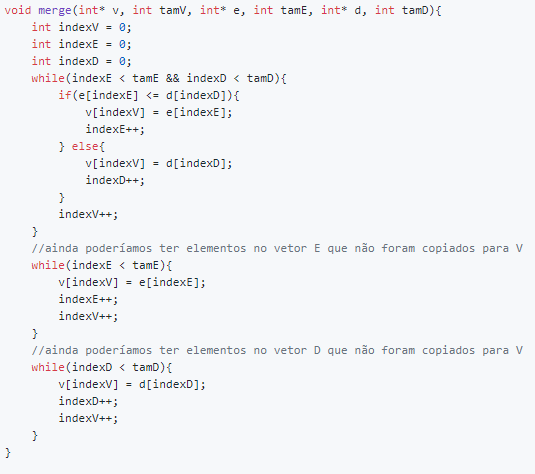 void merge(int* v, int tamV, int* e, int tamE, int* d, int tamD){
    int indexV = 0;
    int indexE = 0;
    int indexD = 0;
    while(indexE < tamE && indexD < tamD){
        if(e[indexE] <= d[indexD]){
            v[indexV] = e[indexE];
            indexE++;
        } else{
            v[indexV] = d[indexD];
            indexD++;
        }
        indexV++;
    }
    //ainda poderíamos ter elementos no vetor E que não foram copiados para V
    while(indexE < tamE){
        v[indexV] = e[indexE];
        indexE++;
        indexV++;
    }
    //ainda poderíamos ter elementos no vetor D que não foram copiados para V
    while(indexD < tamD){
        v[indexV] = d[indexD];
        indexD++;
        indexV++;
    }
}